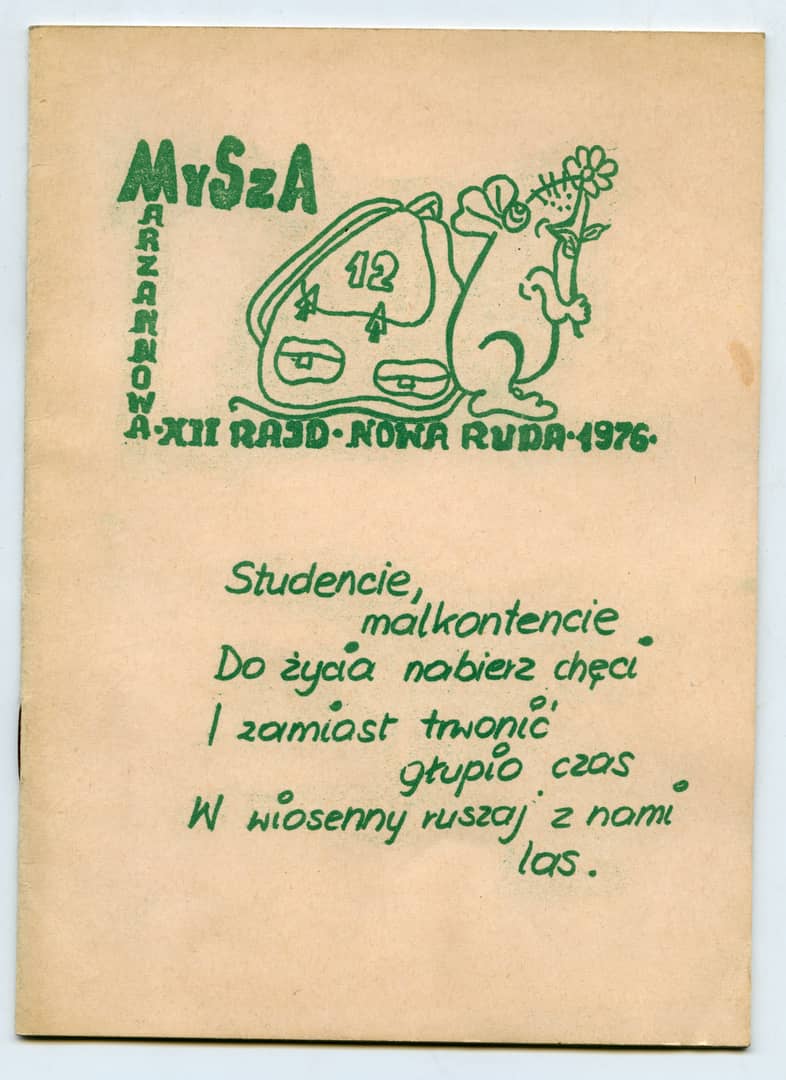 MySzA
MARZANNOWA
12
·XII RAJD·NOWA RUDA·1976·
Studencie,
malkontencie
Do życia nabierz chęci
I zamiast trwonić
głupio czas
W wiosenny ruszaj z nami
las.